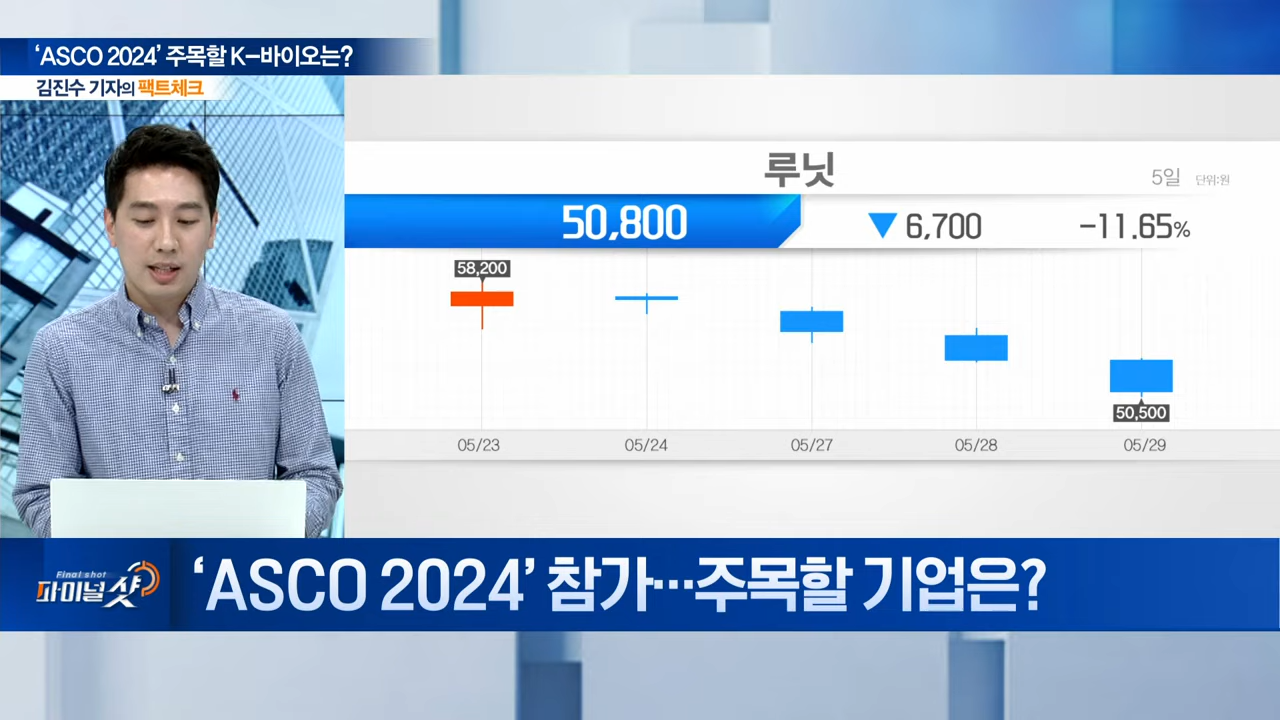 ‘ASCO 2024’ 주목할 K-바이오는?
김진수 기자의 팩트체크
루닛
5일 단위:원
50,800 ▼ 6,700 -11.65%
58,200
50,500
05/23 05/24 05/27 05/28 05/29
Final shot
파이널샷
‘ASCO 2024’ 참가…주목할 기업은?